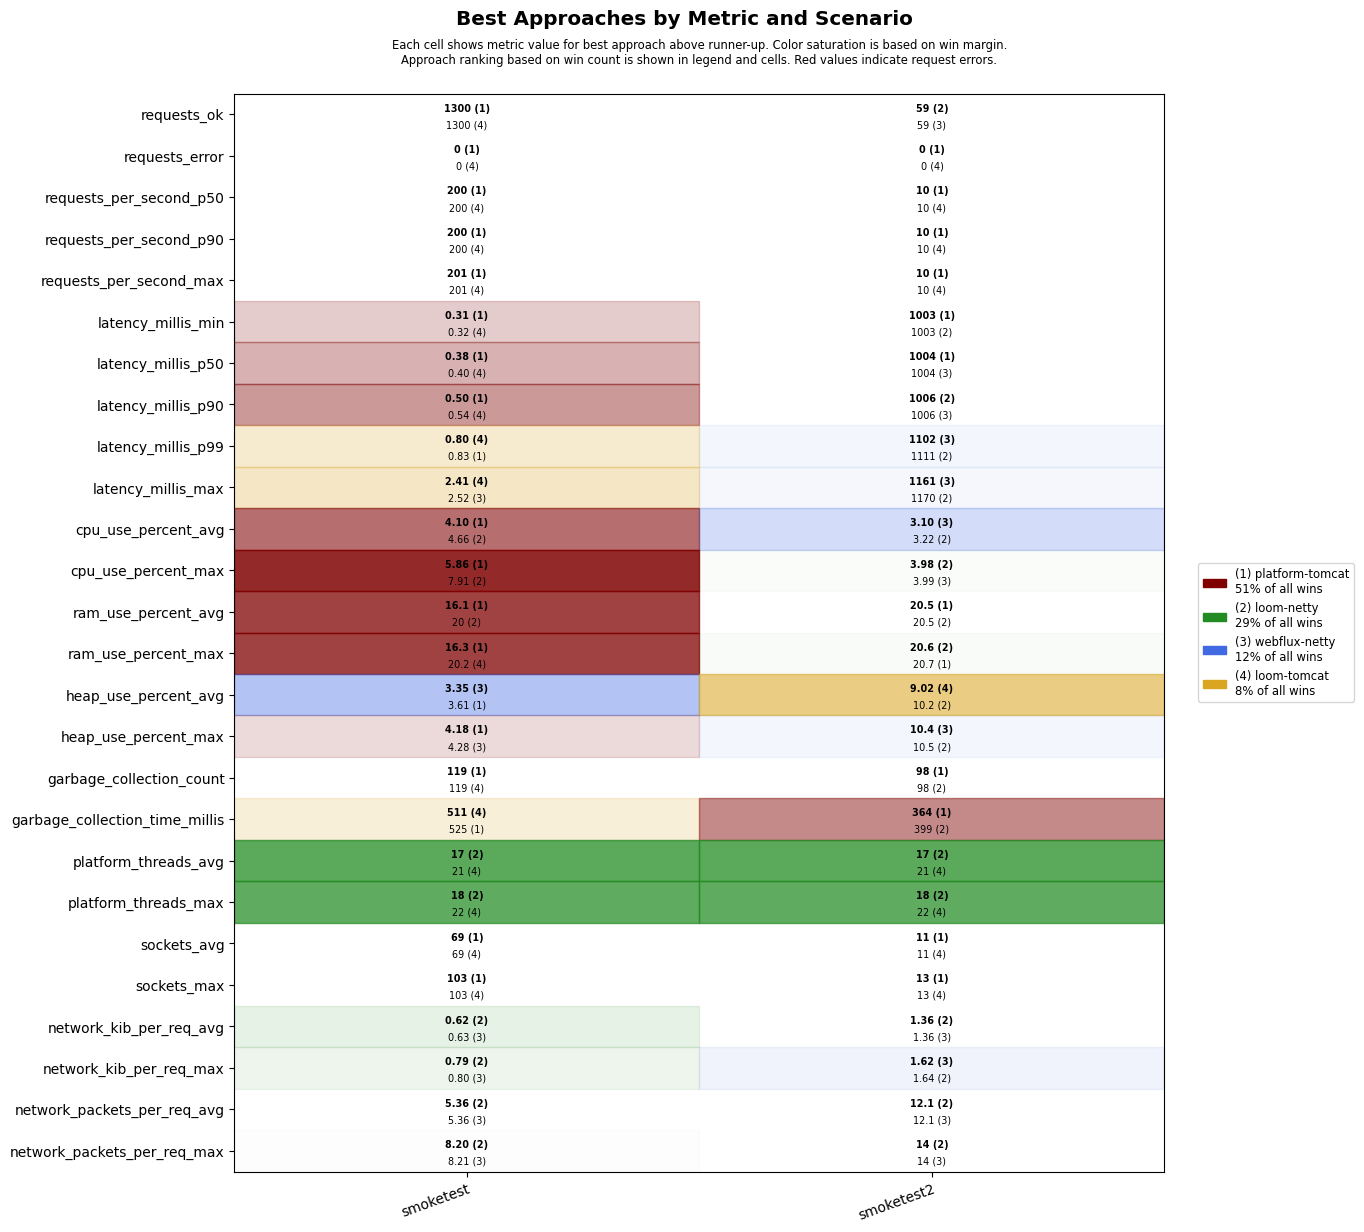 Best Approaches by Metric and Scenario
Each cell shows metric value for best approach above runner-up. Color saturation is based on win margin.
Approach ranking based on win count is shown in legend and cells. Red values indicate request errors.
requests_ok
1300 (1)
1300 (4)
59 (2)
59 (3)
requests_error
0 (1)
0 (4)
0 (1)
0 (4)
requests_per_second_p50
200 (1)
200 (4)
10 (1)
10 (4)
requests_per_second_p90
200 (1)
200 (4)
10 (1)
10 (4)
requests_per_second_max
201 (1)
201 (4)
10 (1)
10 (4)
latency_millis_min
0.31 (1)
0.32 (4)
1003 (1)
1003 (2)
latency_millis_p50
0.38 (1)
0.40 (4)
1004 (1)
1004 (3)
latency_millis_p90
0.50 (1)
0.54 (4)
1006 (2)
1006 (3)
latency_millis_p99
0.80 (4)
0.83 (1)
1102 (3)
1111 (2)
latency_millis_max
2.41 (4)
2.52 (3)
1161 (3)
1170 (2)
cpu_use_percent_avg
4.10 (1)
4.66 (2)
3.10 (3)
3.22 (2)
cpu_use_percent_max
5.86 (1)
7.91 (2)
3.98 (2)
3.99 (3)
ram_use_percent_avg
16.1 (1)
20 (2)
20.5 (1)
20.5 (2)
ram_use_percent_max
16.3 (1)
20.2 (4)
20.6 (2)
20.7 (1)
heap_use_percent_avg
3.35 (3)
3.61 (1)
9.02 (4)
10.2 (2)
heap_use_percent_max
4.18 (1)
4.28 (3)
10.4 (3)
10.5 (2)
garbage_collection_count
119 (1)
119 (4)
98 (1)
98 (2)
garbage_collection_time_millis
511 (4)
525 (1)
364 (1)
399 (2)
platform_threads_avg
17 (2)
21 (4)
17 (2)
21 (4)
platform_threads_max
18 (2)
22 (4)
18 (2)
22 (4)
sockets_avg
69 (1)
69 (4)
11 (1)
11 (4)
sockets_max
103 (1)
103 (4)
13 (1)
13 (4)
network_kib_per_req_avg
0.62 (2)
0.63 (3)
1.36 (2)
1.36 (3)
network_kib_per_req_max
0.79 (2)
0.80 (3)
1.62 (3)
1.64 (2)
network_packets_per_req_avg
5.36 (2)
5.36 (3)
12.1 (2)
12.1 (3)
network_packets_per_req_max
8.20 (2)
8.21 (3)
14 (2)
14 (3)
smoketest
smoketest2
(1) platform-tomcat
51% of all wins
(2) loom-netty
29% of all wins
(3) webflux-netty
12% of all wins
(4) loom-tomcat
8% of all wins